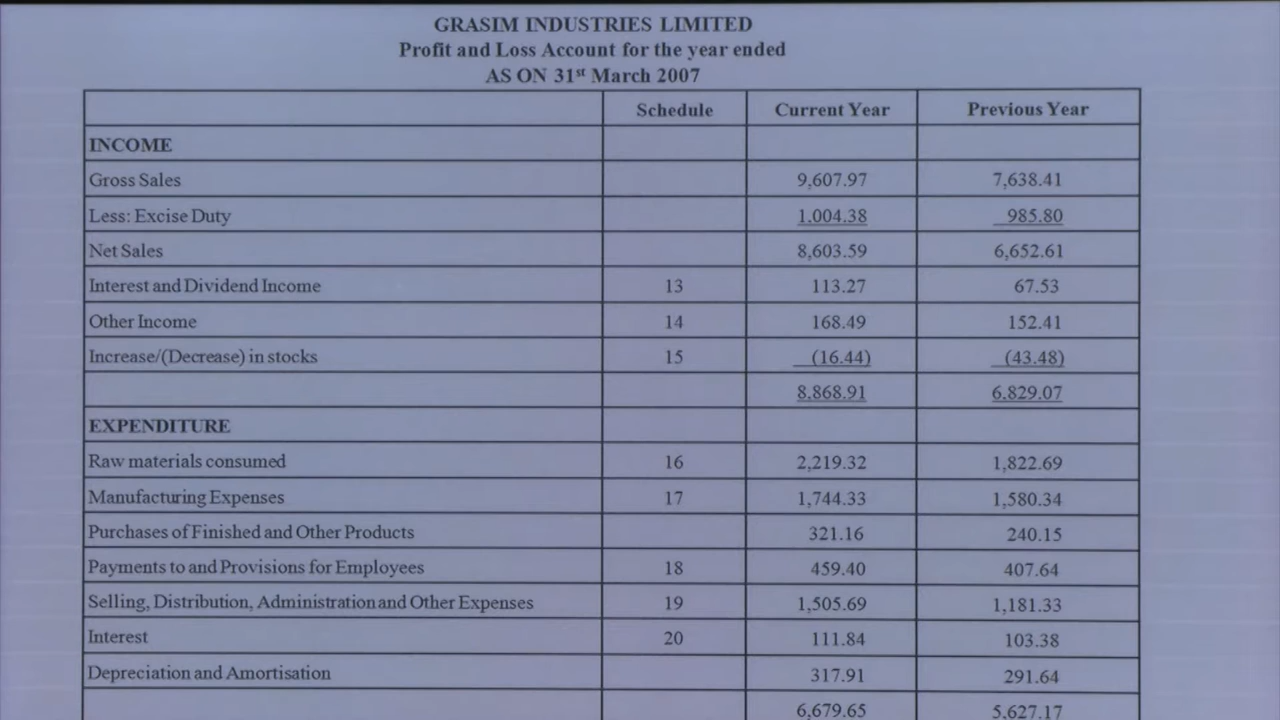 GRASIM INDUSTRIES LIMITED
Profit and Loss Account for the year ended
AS ON 31st March 2007
Schedule Current Year Previous Year
INCOME
Gross Sales 9,607.97 7,638.41
Less: Excise Duty 1,004.38 985.80
Net Sales 8,603.59 6,652.61
Interest and Dividend Income 13 113.27 67.53
Other Income 14 168.49 152.41
Increase/(Decrease) in stocks 15 (16.44) (43.48)
8,868.91 6,829.07
EXPENDITURE
Raw materials consumed 16 2,219.32 1,822.69
Manufacturing Expenses 17 1,744.33 1,580.34
Purchases of Finished and Other Products 321.16 240.15
Payments to and Provisions for Employees 18 459.40 407.64
Selling, Distribution, Administration and Other Expenses 19 1,505.69 1,181.33
Interest 20 111.84 103.38
Depreciation and Amortisation 317.91 291.64
6,679.65 5,627.17